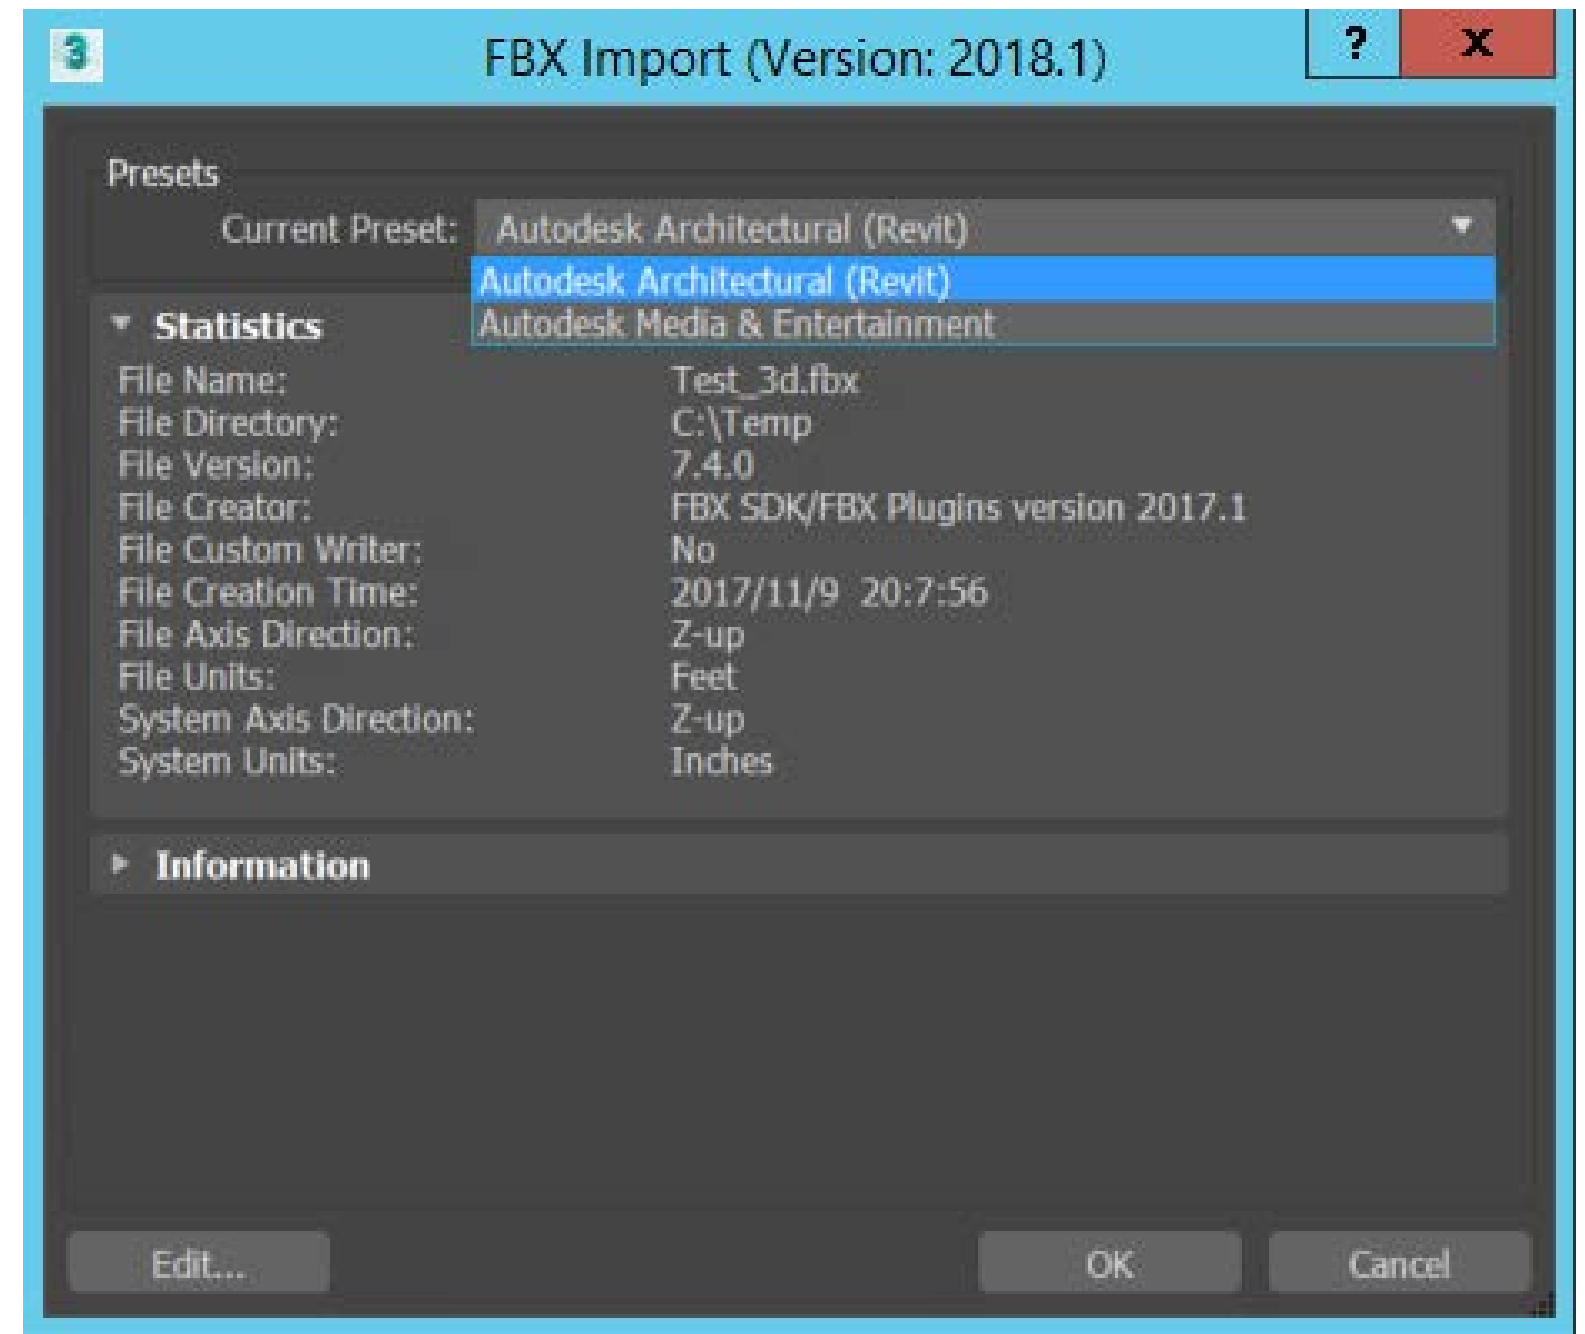 3
FBX Import (Version: 2018.1)
?
x
Presets
Current Preset: Autodesk Architectural (Revit)
Autodesk Architectural (Revit)
Autodesk Media & Entertainment
Statistics
File Name: Test_3d.fbx
File Directory: C:\Temp
File Version: 7.4.0
File Creator: FBX SDK/FBX Plugins version 2017.1
File Custom Writer: No
File Creation Time: 2017/11/9 20:7:56
File Axis Direction: Z-up
File Units: Feet
System Axis Direction: Z-up
System Units: Inches
Information
Edit...
OK
Cancel